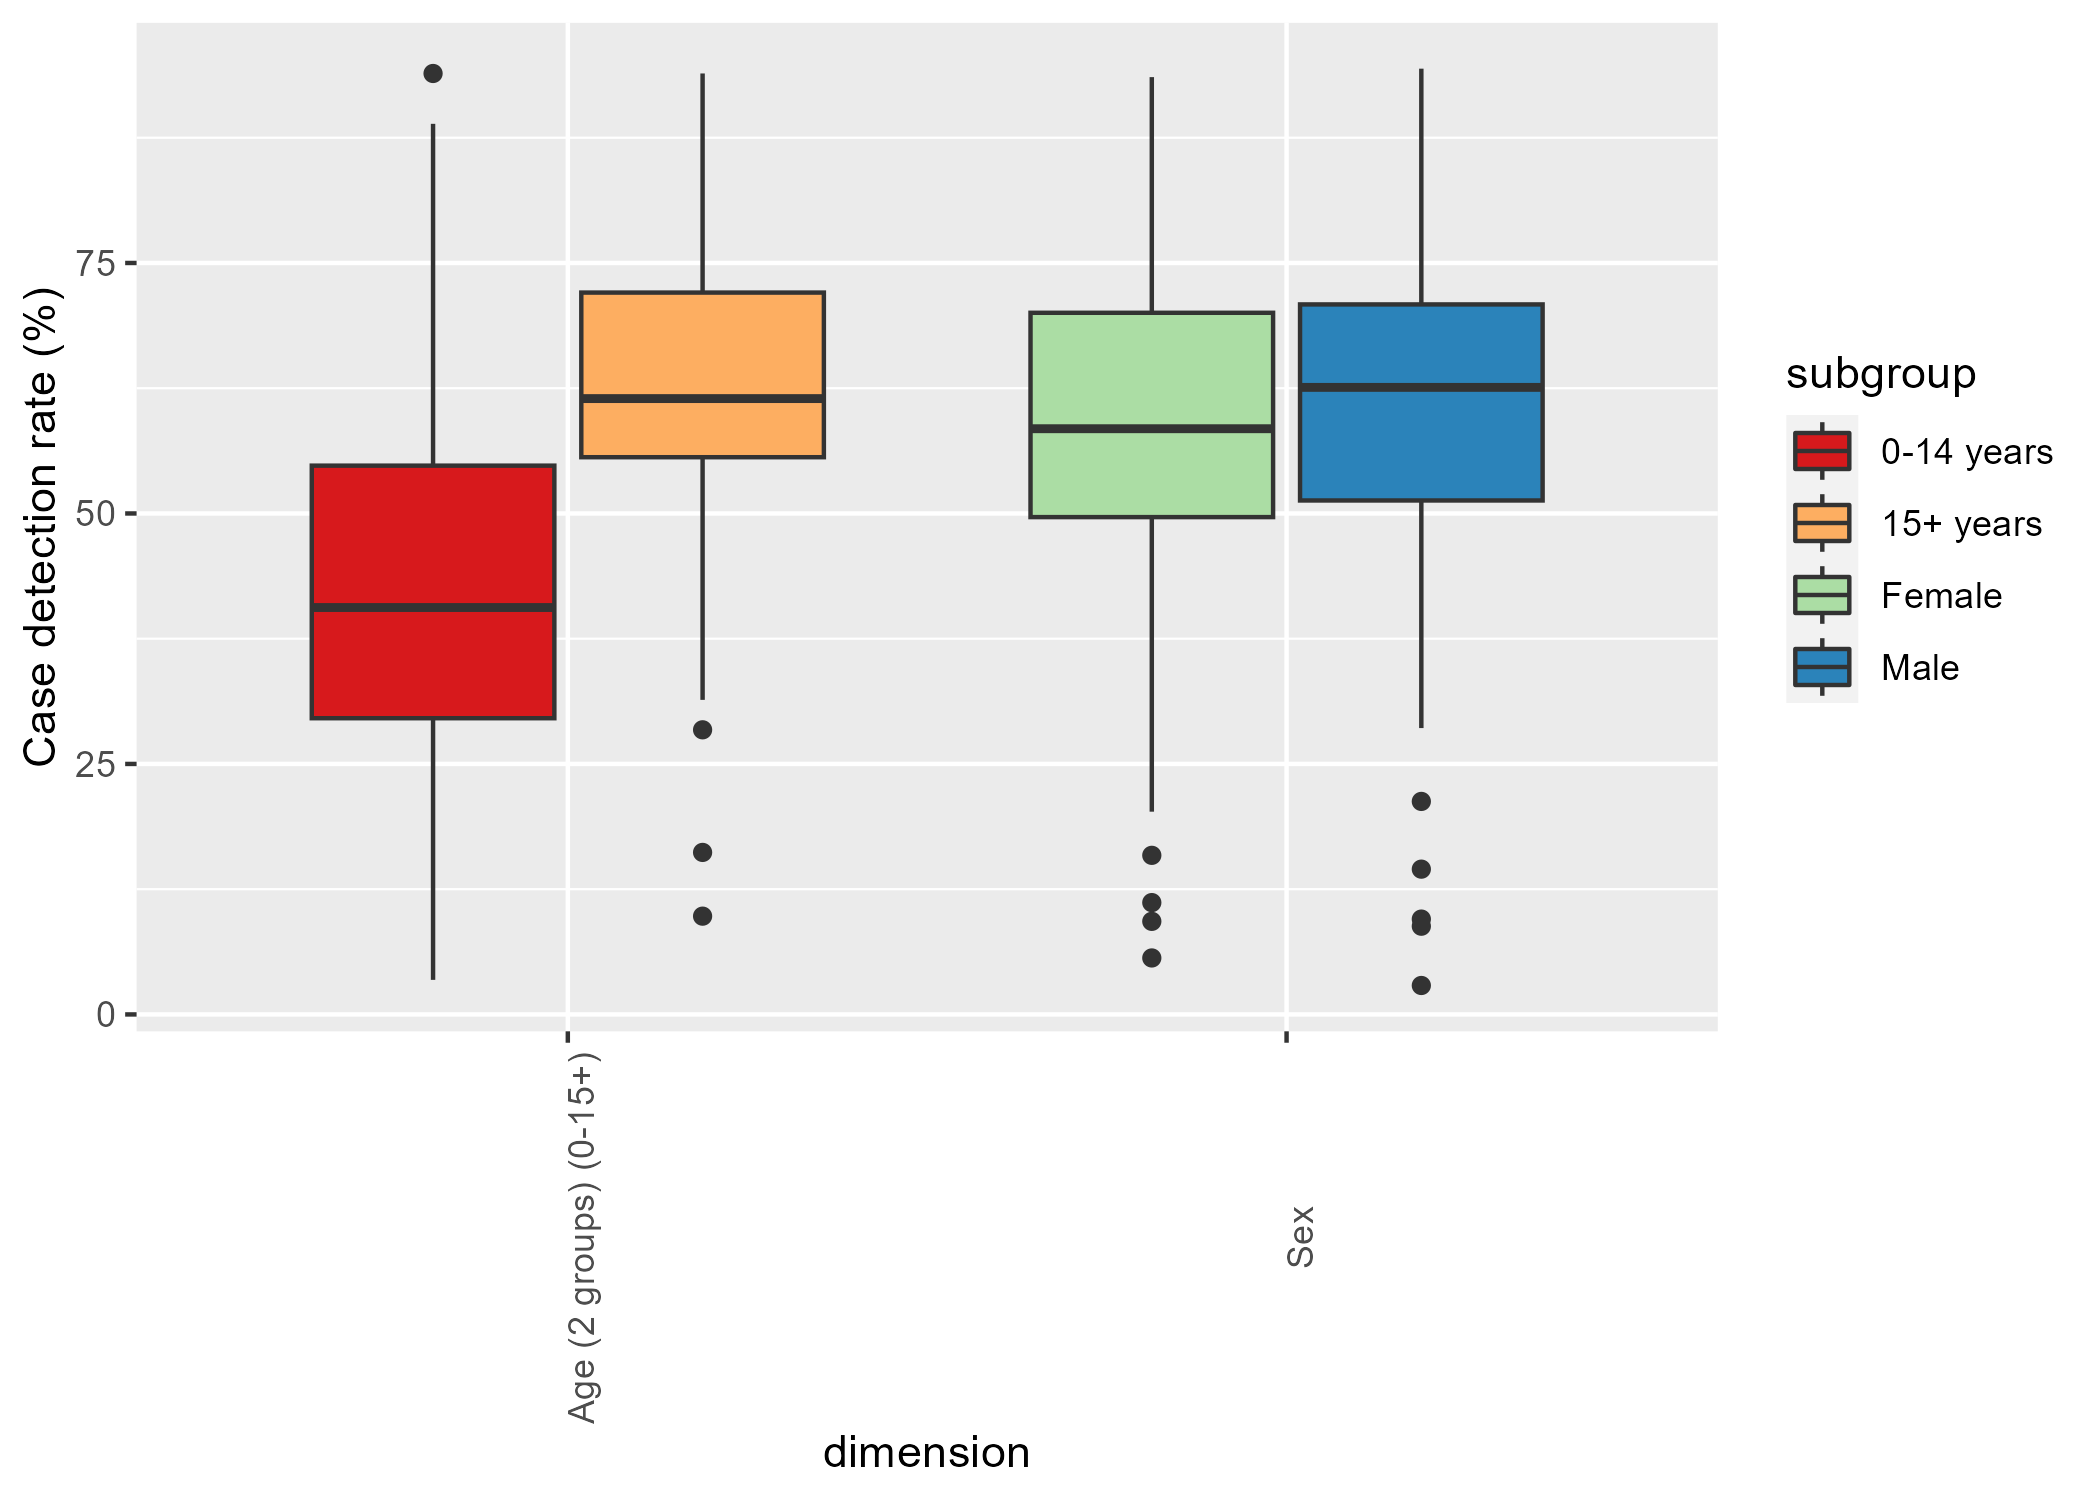 Case detection rate (%)
75
50
25
0
Age (2 groups) (0-15+)
Sex
dimension
subgroup
0-14 years
15+ years
Female
Male